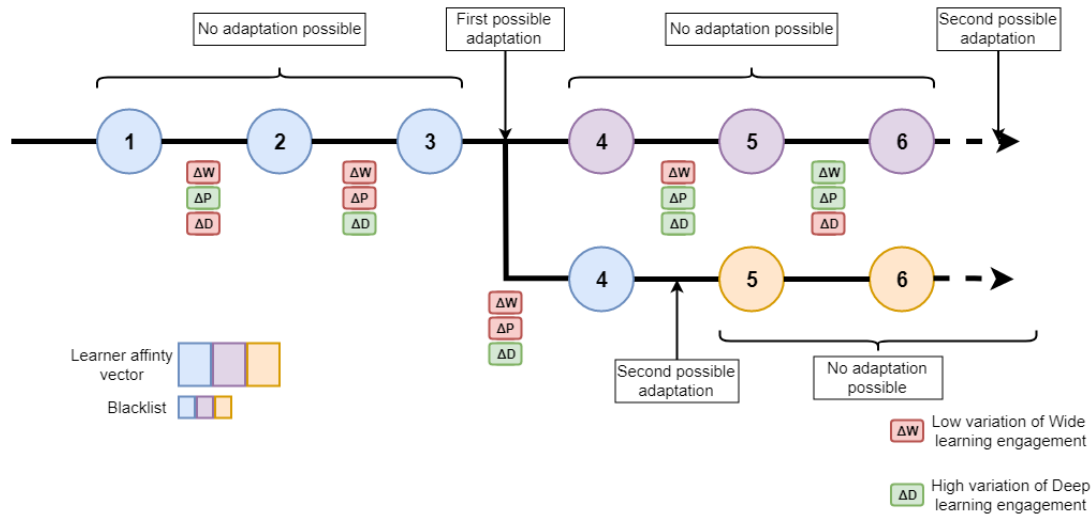 First possible
adaptation
Second possible
adaptation
No adaptation possible
No adaptation possible
1
2
3
4
5
6
ΔW
ΔP
ΔD
ΔW
ΔP
ΔD
ΔW
ΔP
ΔD
ΔW
ΔP
ΔD
4
5
6
ΔW
ΔP
ΔD
Learner affinty
vector
Blacklist
Second possible
adaptation
No adaptation
possible
ΔW
Low variation of Wide
learning engagement
ΔD
High variation of Deep
learning engagement